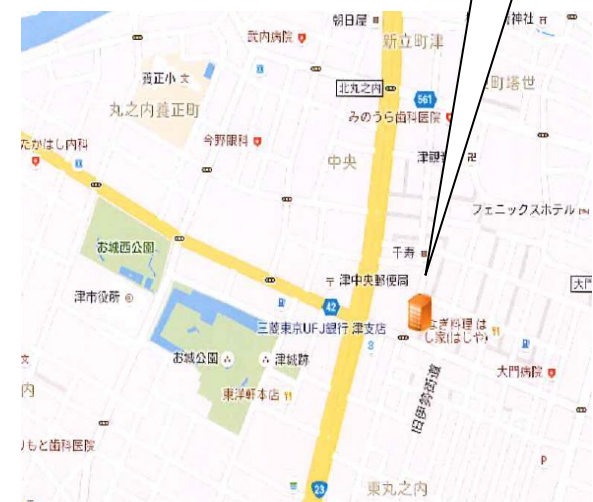 朝日屋
神社
武内病院
新立町津
養正小
北丸之内
町塔世
561
丸之内養正町
みのうら歯科医院
今野眼科
たかはし内科
中央
津観
フェニックスホテル
千寿
お城西公園
津中央郵便局
大門
津市役所
42
三菱東京UFJ銀行 津支店
なぎ料理 は
し家(はしや)
お城公園
津城跡
大門病院
東洋軒本店
旧伊勢街道
内
りもと歯科医院
P
23
東丸之内